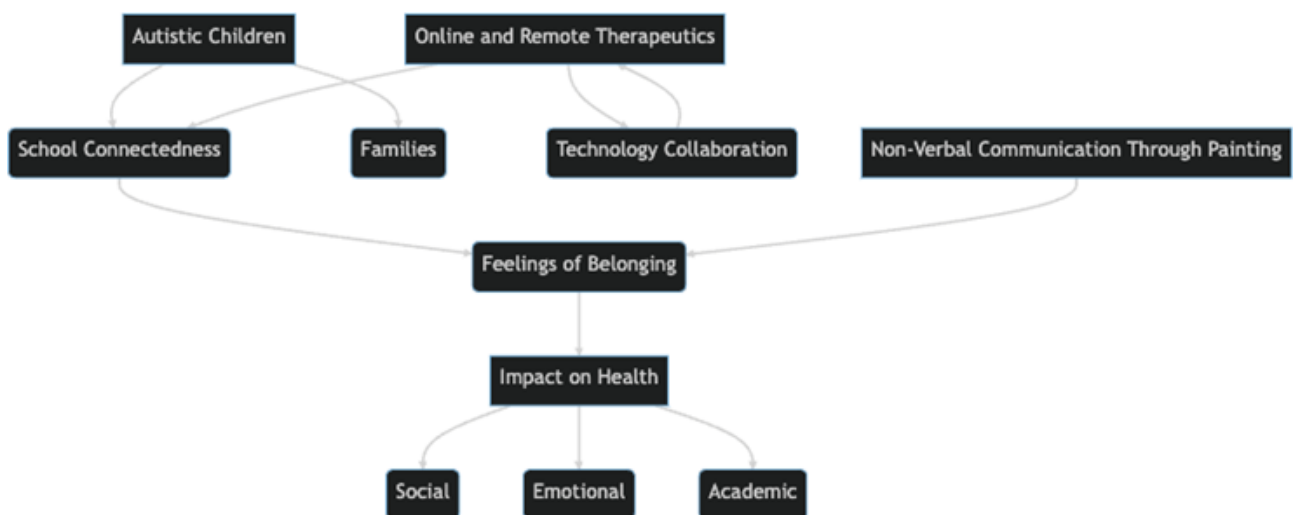 Autistic Children
Online and Remote Therapeutics
School Connectedness
Families
Technology Collaboration
Non-Verbal Communication Through Painting
Feelings of Belonging
Impact on Health
Social
Emotional
Academic